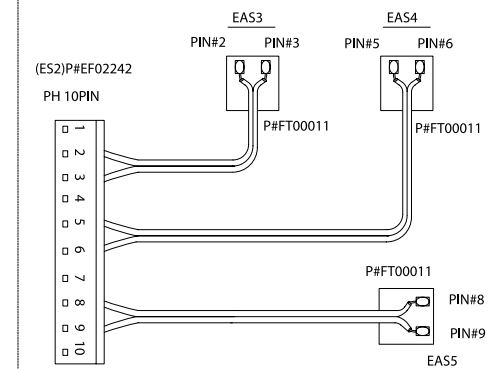 EAS3
EAS4
PIN#2 PIN#3
PIN#5 PIN#6
(ES2)P#EF02242
PH 10PIN
P#FT00011
P#FT00011
1
2
3
4
5
6
7
8
9
10
P#FT00011
PIN#8
PIN#9
EAS5